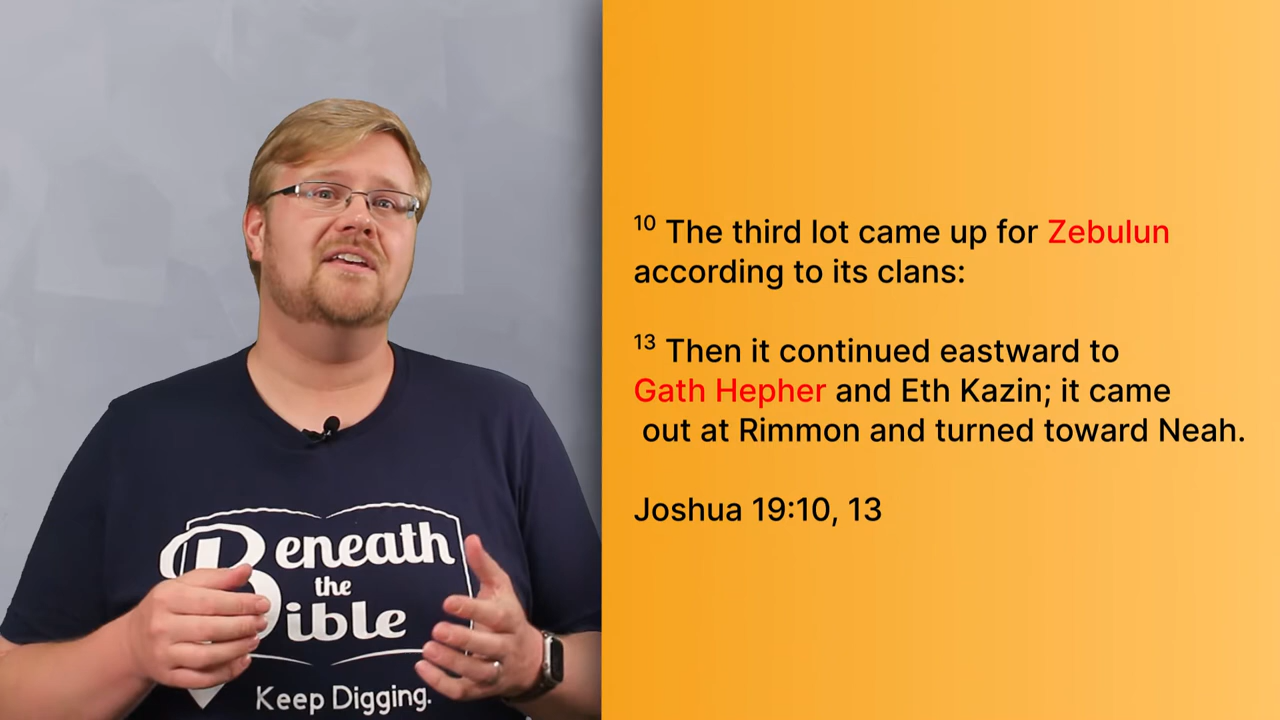 Beneath
the
Bible
Keep Digging.
10 The third lot came up for Zebulun
according to its clans:
13 Then it continued eastward to
Gath Hepher and Eth Kazin; it came
out at Rimmon and turned toward Neah.
Joshua 19:10, 13